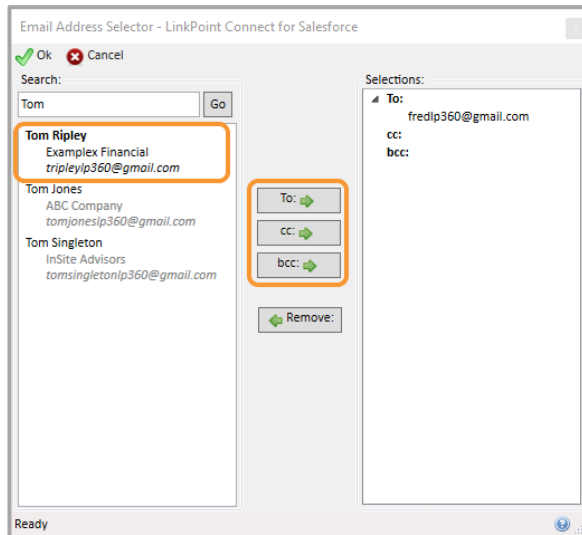 Email Address Selector - LinkPoint Connect for Salesforce
Ok Cancel
Search:
Tom Go
Tom Ripley
Examplex Financial
tripleylp360@gmail.com
Tom Jones
ABC Company
tomjoneslp360@gmail.com
Tom Singleton
InSite Advisors
tomsingletonlp360@gmail.com
To:
cc:
bcc:
Remove:
Selections:
To:
fredlp360@gmail.com
cc:
bcc:
Ready